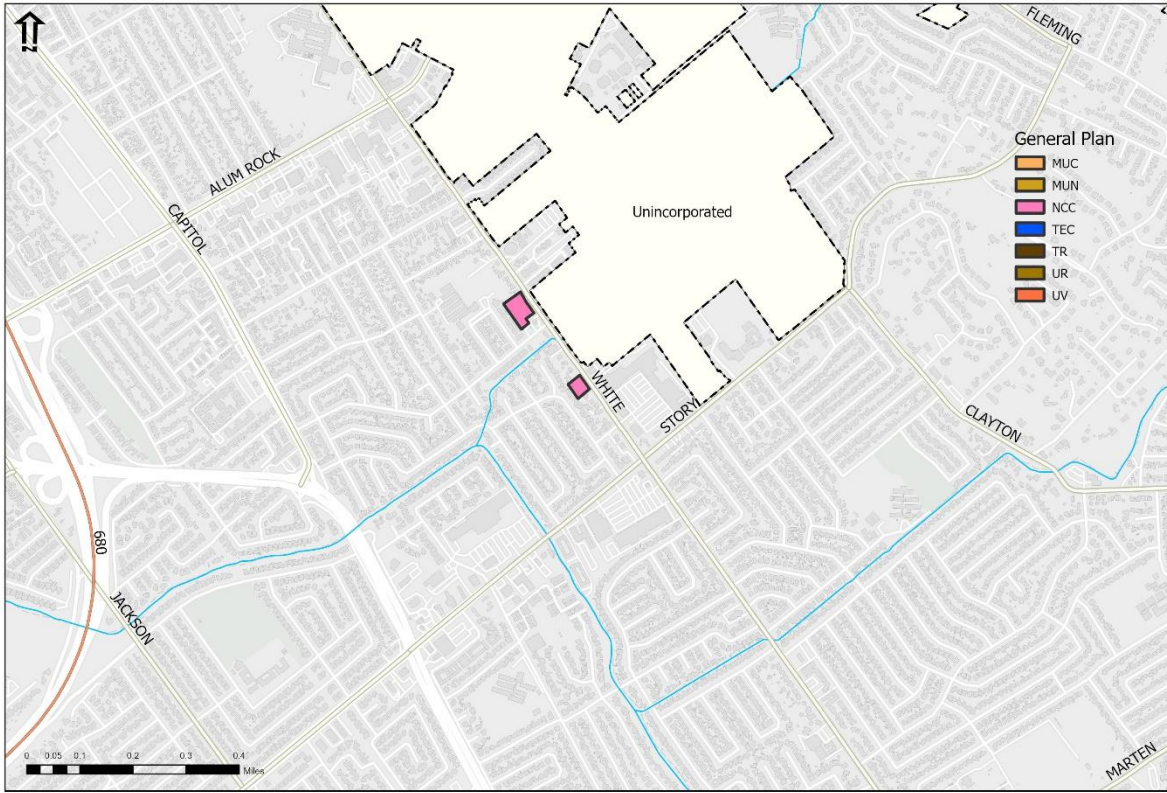 N
FLEMING
General Plan
MUC
MUN
NCC
TEC
TR
UR
UV
ALUM ROCK
CAPITOL
Unincorporated
WHITE
STORY
CLAYTON
680
JACKSON
MARTEN
0 0.05 0.1 0.2 0.3 0.4
Miles